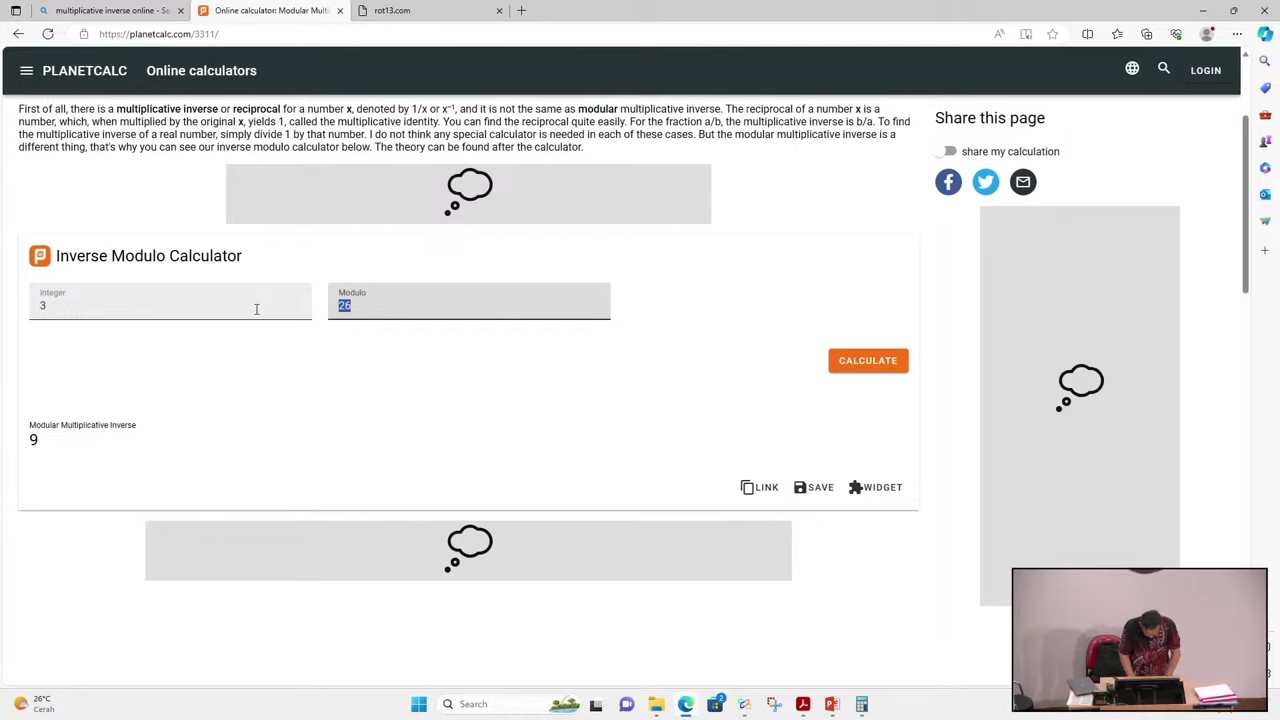 multiplicative inverse online - Se
Online calculator: Modular Multi
rot13.com
https://planetcalc.com/3311/
PLANETCALC
Online calculators
LOGIN
First of all, there is a multiplicative inverse or reciprocal for a number x, denoted by 1/x or x⁻¹, and it is not the same as modular multiplicative inverse. The reciprocal of a number x is a
number, which, when multiplied by the original x, yields 1, called the multiplicative identity. You can find the reciprocal quite easily. For the fraction a/b, the multiplicative inverse is b/a. To find
the multiplicative inverse of a real number, simply divide 1 by that number. I do not think any special calculator is needed in each of these cases. But the modular multiplicative inverse is a
different thing, that's why you can see our inverse modulo calculator below. The theory can be found after the calculator.
Share this page
share my calculation
Inverse Modulo Calculator
Integer
3
Modulo
26
CALCULATE
Modular Multiplicative Inverse
9
LINK
SAVE
WIDGET
26°C
Cerah
Search
2